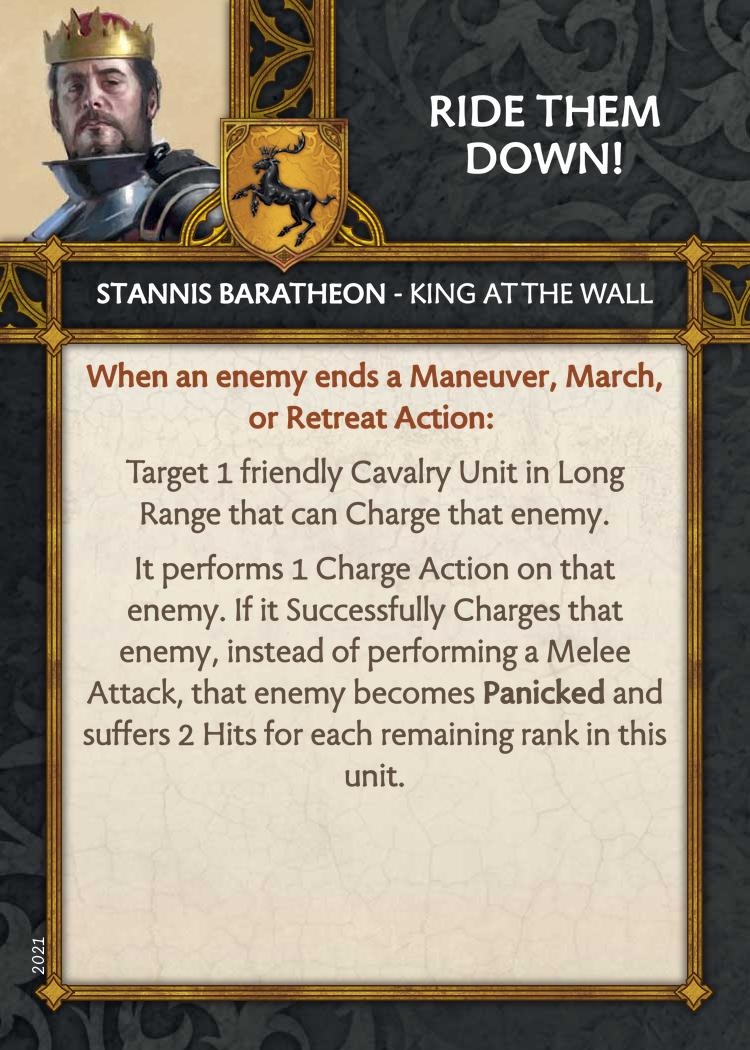 RIDE THEM
DOWN!
STANNIS BARATHEON - KING AT THE WALL
When an enemy ends a Maneuver, March,
or Retreat Action:
Target 1 friendly Cavalry Unit in Long
Range that can Charge that enemy.
It performs 1 Charge Action on that
enemy. If it Successfully Charges that
enemy, instead of performing a Melee
Attack, that enemy becomes Panicked and
suffers 2 Hits for each remaining rank in this
unit.
2021